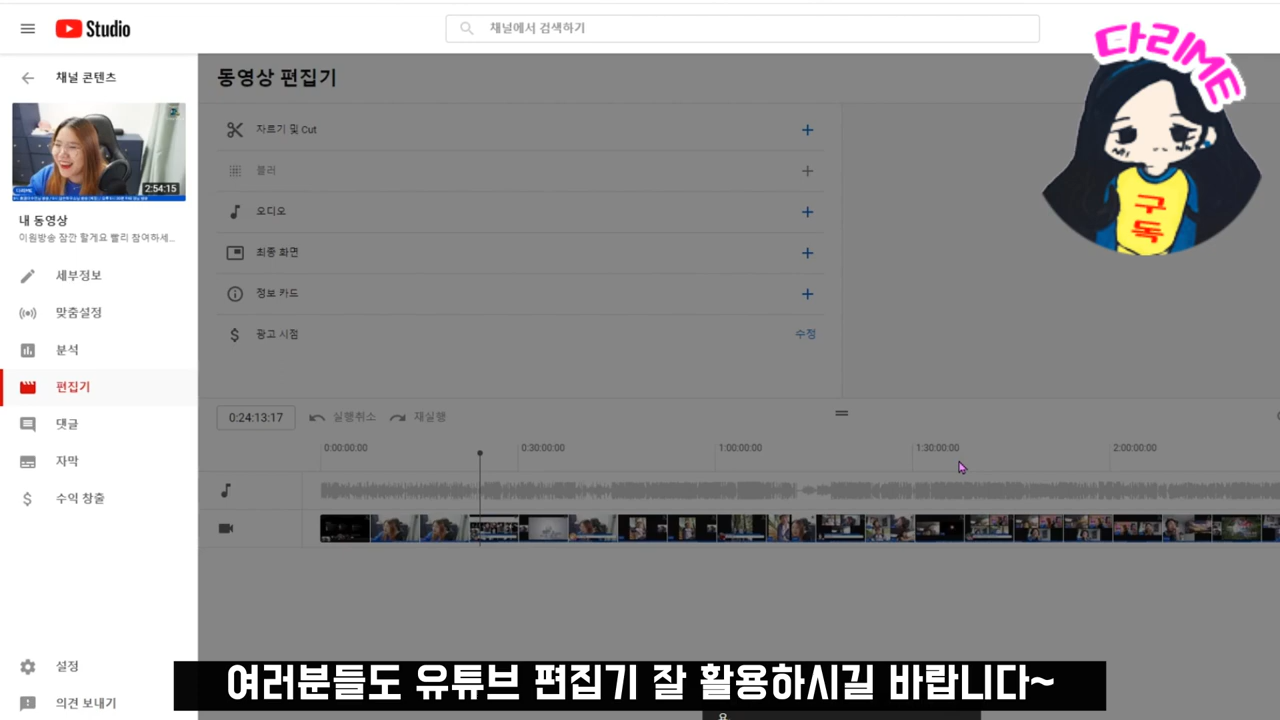 Studio
채널에서 검색하기
다리ME
구독
채널 콘텐츠
2:54:15
내 동영상
이원방송 잠깐 할게요 빨리 참여하세...
세부정보
맞춤설정
분석
편집기
댓글
자막
수익 창출
설정
의견 보내기
동영상 편집기
자르기 및 Cut
블러
오디오
최종 화면
정보 카드
광고 시점
수정
0:24:13:17
실행취소
재실행
0:00:00:00
0:30:00:00
1:00:00:00
1:30:00:00
2:00:00:00
여러분들도 유튜브 편집기 잘 활용하시길 바랍니다~